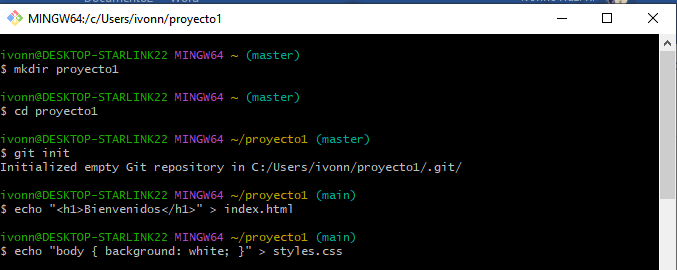 MINGW64:/c/Users/ivonn/proyecto1
ivonn@DESKTOP-STARLINK22 MINGW64 ~ (master)
$ mkdir proyecto1
ivonn@DESKTOP-STARLINK22 MINGW64 ~ (master)
$ cd proyecto1
ivonn@DESKTOP-STARLINK22 MINGW64 ~/proyecto1 (master)
$ git init
Initialized empty Git repository in C:/Users/ivonn/proyecto1/.git/
ivonn@DESKTOP-STARLINK22 MINGW64 ~/proyecto1 (main)
$ echo "<h1>Bienvenidos</h1>" > index.html
ivonn@DESKTOP-STARLINK22 MINGW64 ~/proyecto1 (main)
$ echo "body { background: white; }" > styles.css